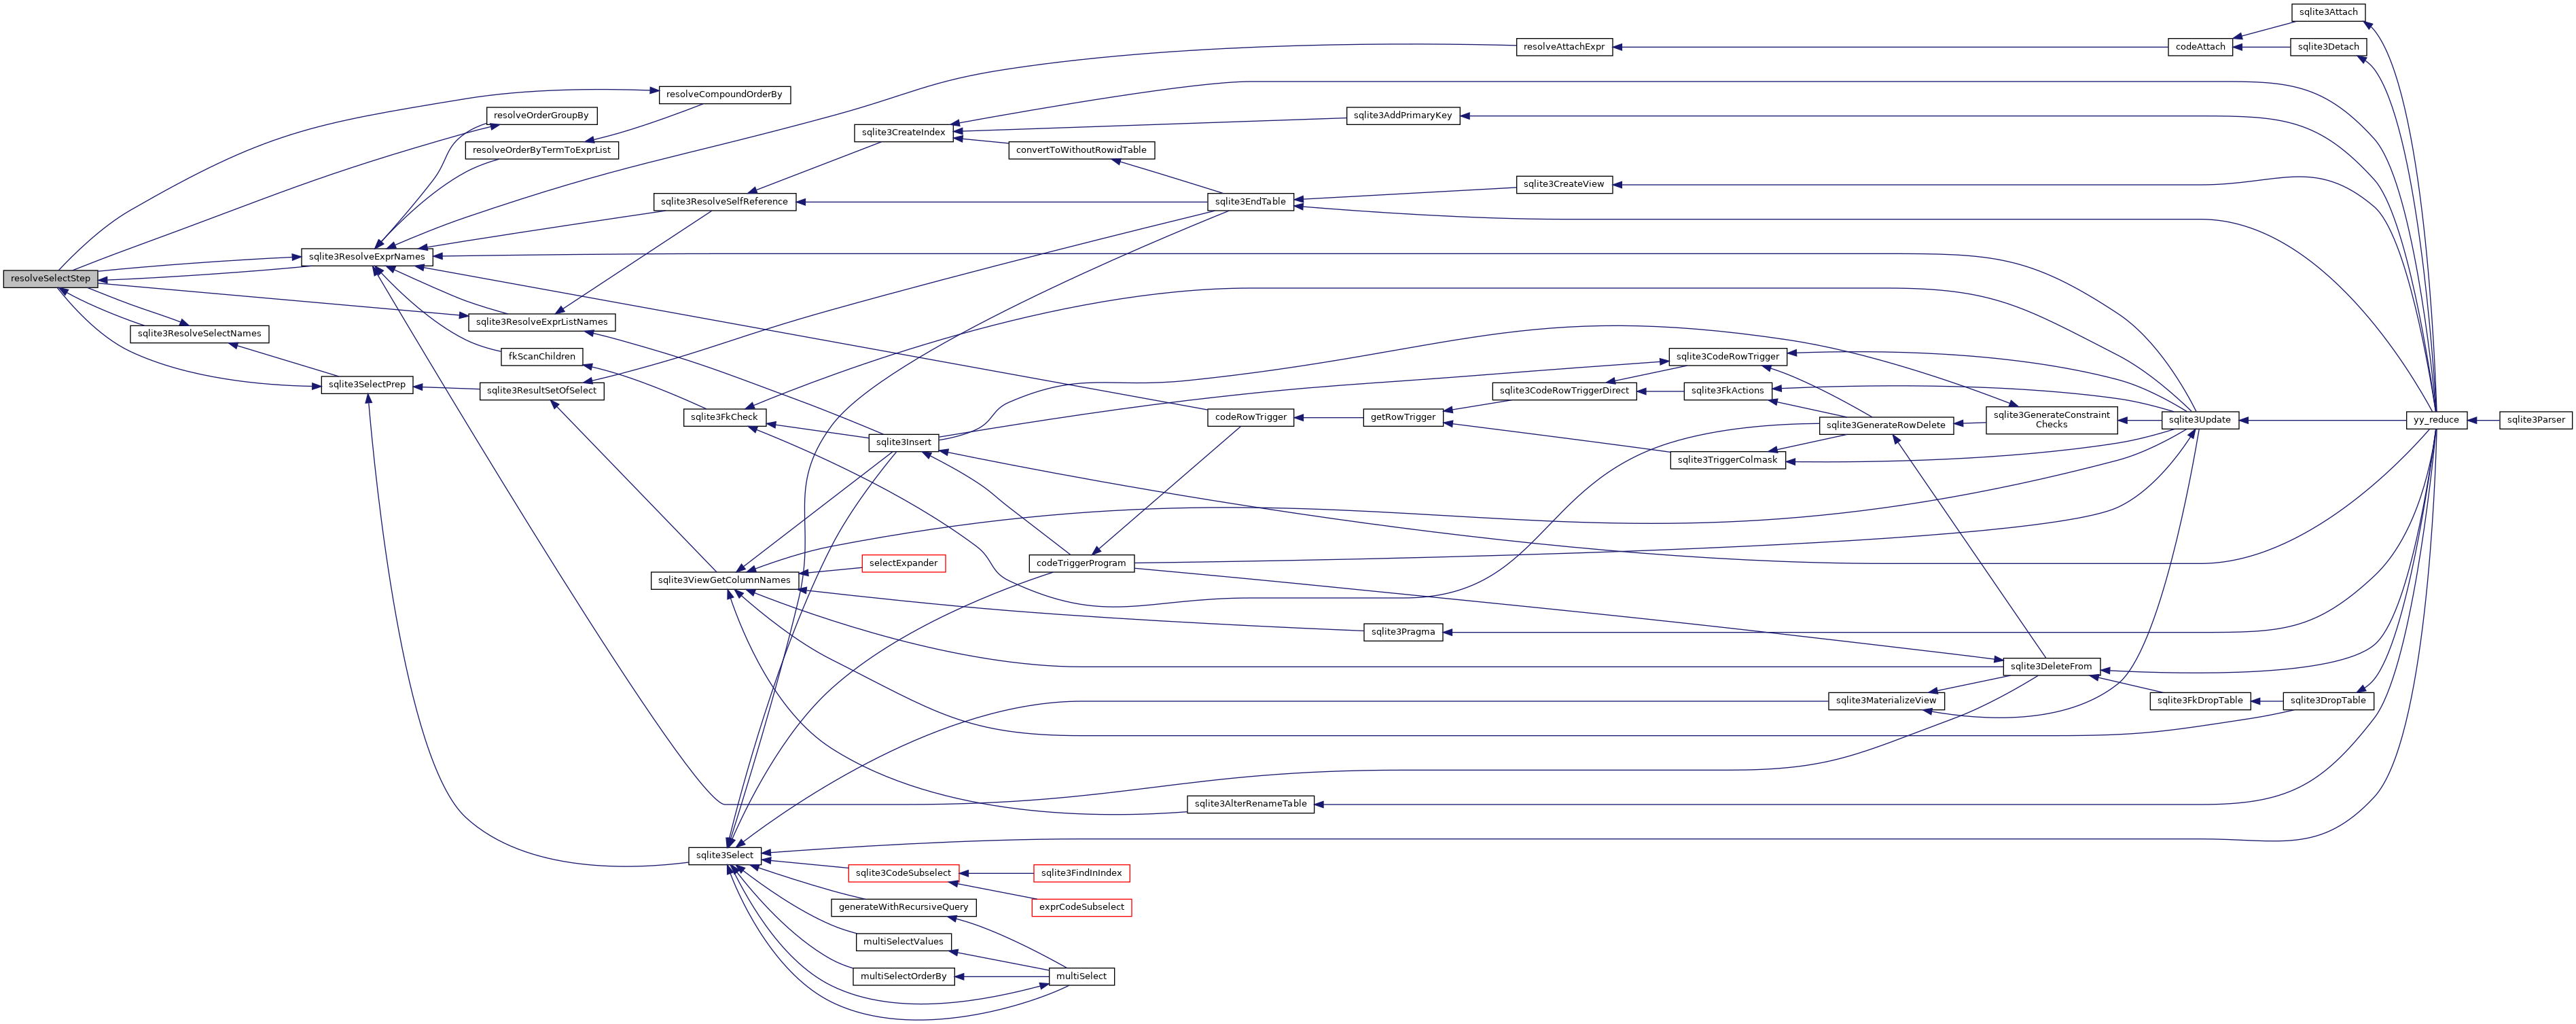 sqlite3Attach
resolveAttachExpr
codeAttach
sqlite3Detach
resolveCompoundOrderBy
resolveOrderGroupBy
sqlite3AddPrimaryKey
sqlite3CreateIndex
resolveOrderByTermToExprList
convertToWithoutRowidTable
sqlite3CreateView
sqlite3ResolveSelfReference
sqlite3EndTable
sqlite3ResolveExprNames
resolveSelectStep
sqlite3ResolveExprListNames
sqlite3ResolveSelectNames
fkScanChildren
sqlite3CodeRowTrigger
sqlite3SelectPrep
sqlite3ResultSetOfSelect
sqlite3CodeRowTriggerDirect
sqlite3FkActions
sqlite3FkCheck
codeRowTrigger
getRowTrigger
sqlite3GenerateRowDelete
sqlite3GenerateConstraint
Checks
sqlite3Update
yy_reduce
sqlite3Parser
sqlite3Insert
sqlite3TriggerColmask
selectExpander
codeTriggerProgram
sqlite3ViewGetColumnNames
sqlite3Pragma
sqlite3DeleteFrom
sqlite3MaterializeView
sqlite3FkDropTable
sqlite3DropTable
sqlite3AlterRenameTable
sqlite3Select
sqlite3CodeSubselect
sqlite3FindInIndex
generateWithRecursiveQuery
exprCodeSubselect
multiSelectValues
multiSelectOrderBy
multiSelect